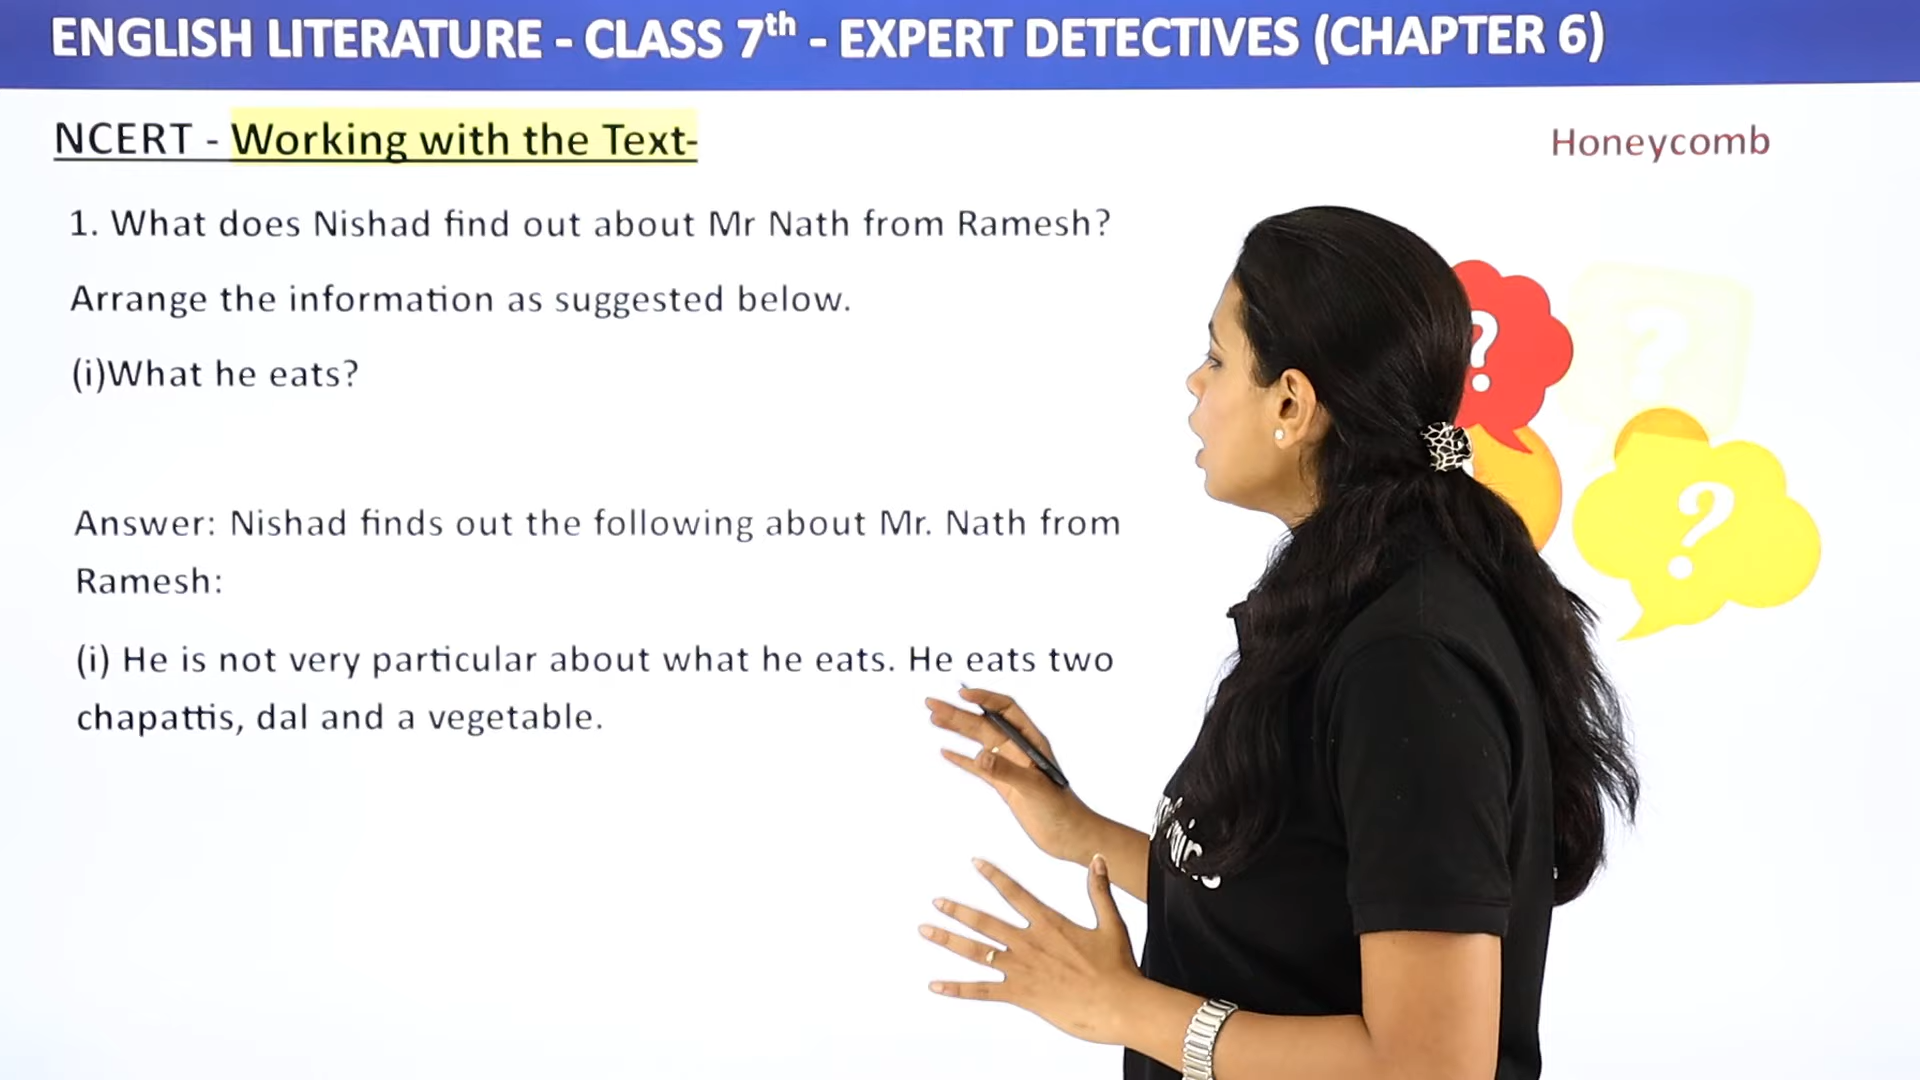 ENGLISH LITERATURE - CLASS 7th - EXPERT DETECTIVES (CHAPTER 6)
NCERT - Working with the Text-
Honeycomb
1. What does Nishad find out about Mr Nath from Ramesh?
Arrange the information as suggested below.
(i)What he eats?
Answer: Nishad finds out the following about Mr. Nath from
Ramesh:
(i) He is not very particular about what he eats. He eats two
chapattis, dal and a vegetable.
? ? ?